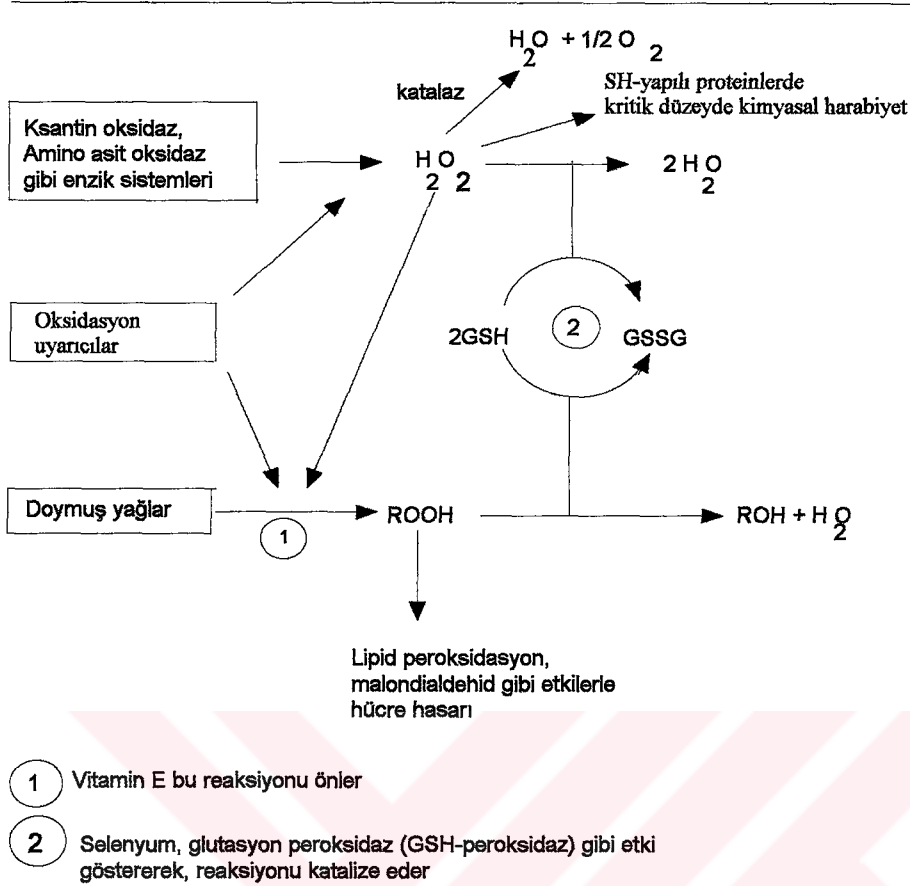 H2O + 1/2 O2
katalaz
SH-yapılı proteinlerde
kritik düzeyde kimyasal harabiyet
Ksantin oksidaz,
Amino asit oksidaz
gibi enzik sistemleri
H2O2
2 H2O
Oksidasyon
uyarıcılar
2GSH
2
GSSG
Doymuş yağlar
1
ROOH
ROH + H2O
Lipid peroksidasyon,
malondialdehid gibi etkilerle
hücre hasarı
1 Vitamin E bu reaksiyonu önler
2 Selenyum, glutasyon peroksidaz (GSH-peroksidaz) gibi etki
göstererek, reaksiyonu katalize eder